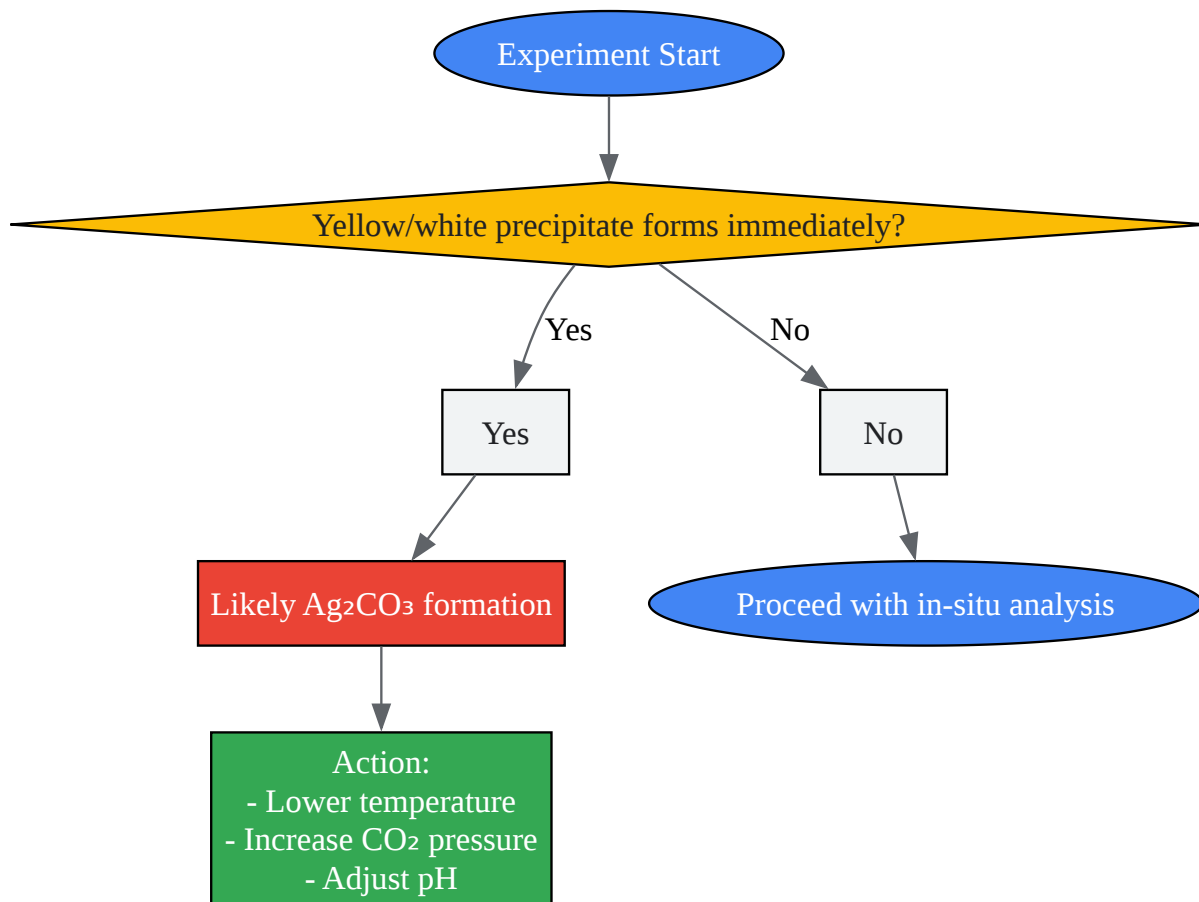 Experiment Start
Yellow/white precipitate forms immediately?
Yes
No
Yes
No
Likely Ag₂CO₃ formation
Proceed with in-situ analysis
Action:
- Lower temperature
- Increase CO₂ pressure
- Adjust pH